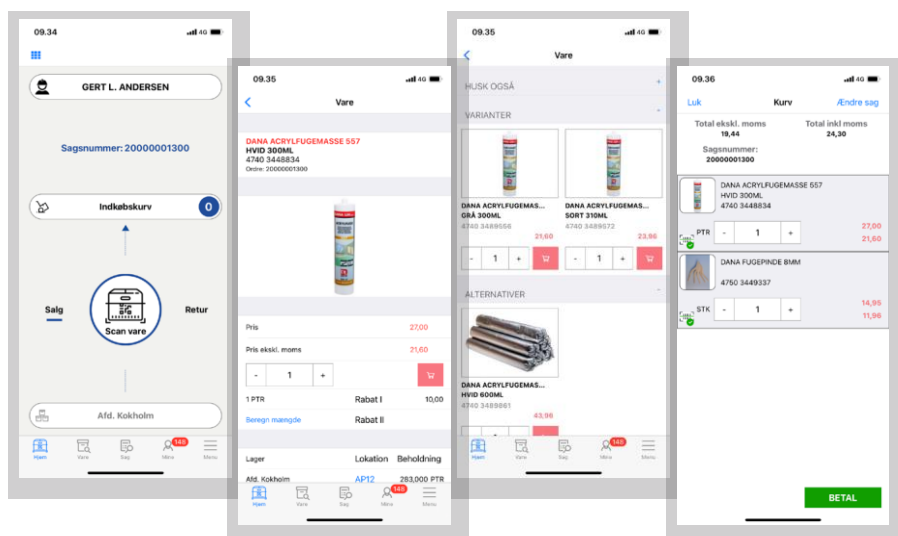 09.34
4G
GERT L. ANDERSEN
Sagsnummer: 20000001300
Indkøbskurv
0
Salg
Scan vare
Retur
Afd. Kokholm
148
Hjem
Vare
Sag
Mine
Menu
09.35
4G
Vare
DANA ACRYLFUGEMASSE 557
HVID 300ML
4740 3448834
Ordre: 20000001300
Pris
27,00
Pris ekskl. moms
21,60
- 1 +
1 PTR
Rabat I
10,00
Beregn mængde
Rabat II
Lager
Lokation
Beholdning
Afd. Kokholm
AP12
283,000 PTR
148
Hjem
Vare
Sag
Mine
Menu
09.35
4G
Vare
HUSK OGSÅ
+
VARIANTER
-
DANA ACRYLFUGEMAS...
GRÅ 300ML
4740 3489556
21,60
- 1 +
DANA ACRYLFUGEMAS...
SORT 310ML
4740 3489572
23,96
- 1 +
ALTERNATIVER
-
DANA ACRYLFUGEMAS...
HVID 600ML
4740 3489661
43,96
148
Hjem
Vare
Sag
Mine
Menu
09.36
4G
Luk
Kurv
Ændre sag
Total ekskl. moms
19,44
Total inkl moms
24,30
Sagsnummer:
20000001300
DANA ACRYLFUGEMASSE 557
HVID 300ML
4740 3448834
PTR
- 1 +
27,00
21,60
DANA FUGEPINDE 8MM
4750 3449337
STK
- 1 +
14,95
11,96
BETAL